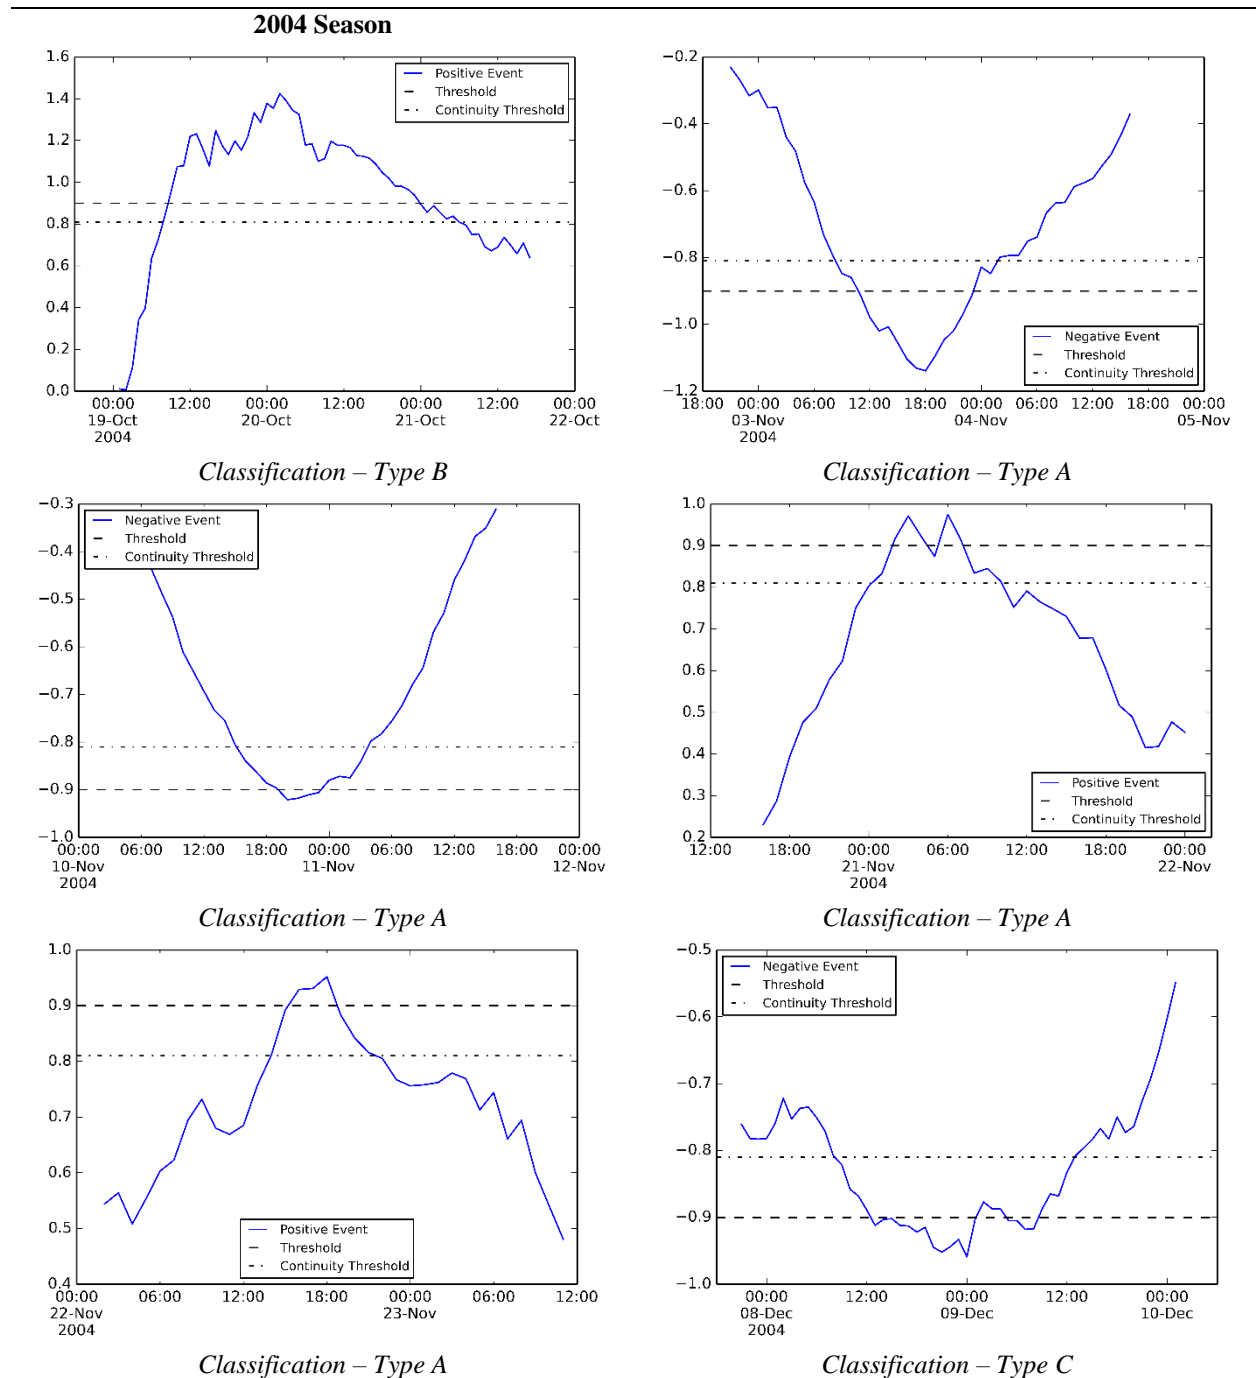 2004 Season
1.6
1.4
1.2
1.0
0.8
0.6
0.4
0.2
0.0
Positive Event
Threshold
Continuity Threshold
00:00 12:00 00:00 12:00 00:00 12:00 00:00
19-Oct 20-Oct 21-Oct 22-Oct
2004
Classification – Type B
−0.2
−0.4
−0.6
−0.8
−1.0
−1.2
Negative Event
Threshold
Continuity Threshold
18:00 00:00 06:00 12:00 18:00 00:00 06:00 12:00 18:00 00:00
03-Nov 04-Nov 05-Nov
2004
Classification – Type A
−0.3
−0.4
−0.5
−0.6
−0.7
−0.8
−0.9
−1.0
Negative Event
Threshold
Continuity Threshold
00:00 06:00 12:00 18:00 00:00 06:00 12:00 18:00 00:00
10-Nov 11-Nov 12-Nov
2004
Classification – Type A
1.0
0.9
0.8
0.7
0.6
0.5
0.4
0.3
0.2
Positive Event
Threshold
Continuity Threshold
12:00 18:00 00:00 06:00 12:00 18:00 00:00
21-Nov 22-Nov
2004
Classification – Type A
1.0
0.9
0.8
0.7
0.6
0.5
0.4
Positive Event
Threshold
Continuity Threshold
00:00 06:00 12:00 18:00 00:00 06:00 12:00
22-Nov 23-Nov
2004
Classification – Type A
−0.5
−0.6
−0.7
−0.8
−0.9
−1.0
Negative Event
Threshold
Continuity Threshold
00:00 12:00 00:00 12:00 00:00
08-Dec 09-Dec 10-Dec
2004
Classification – Type C